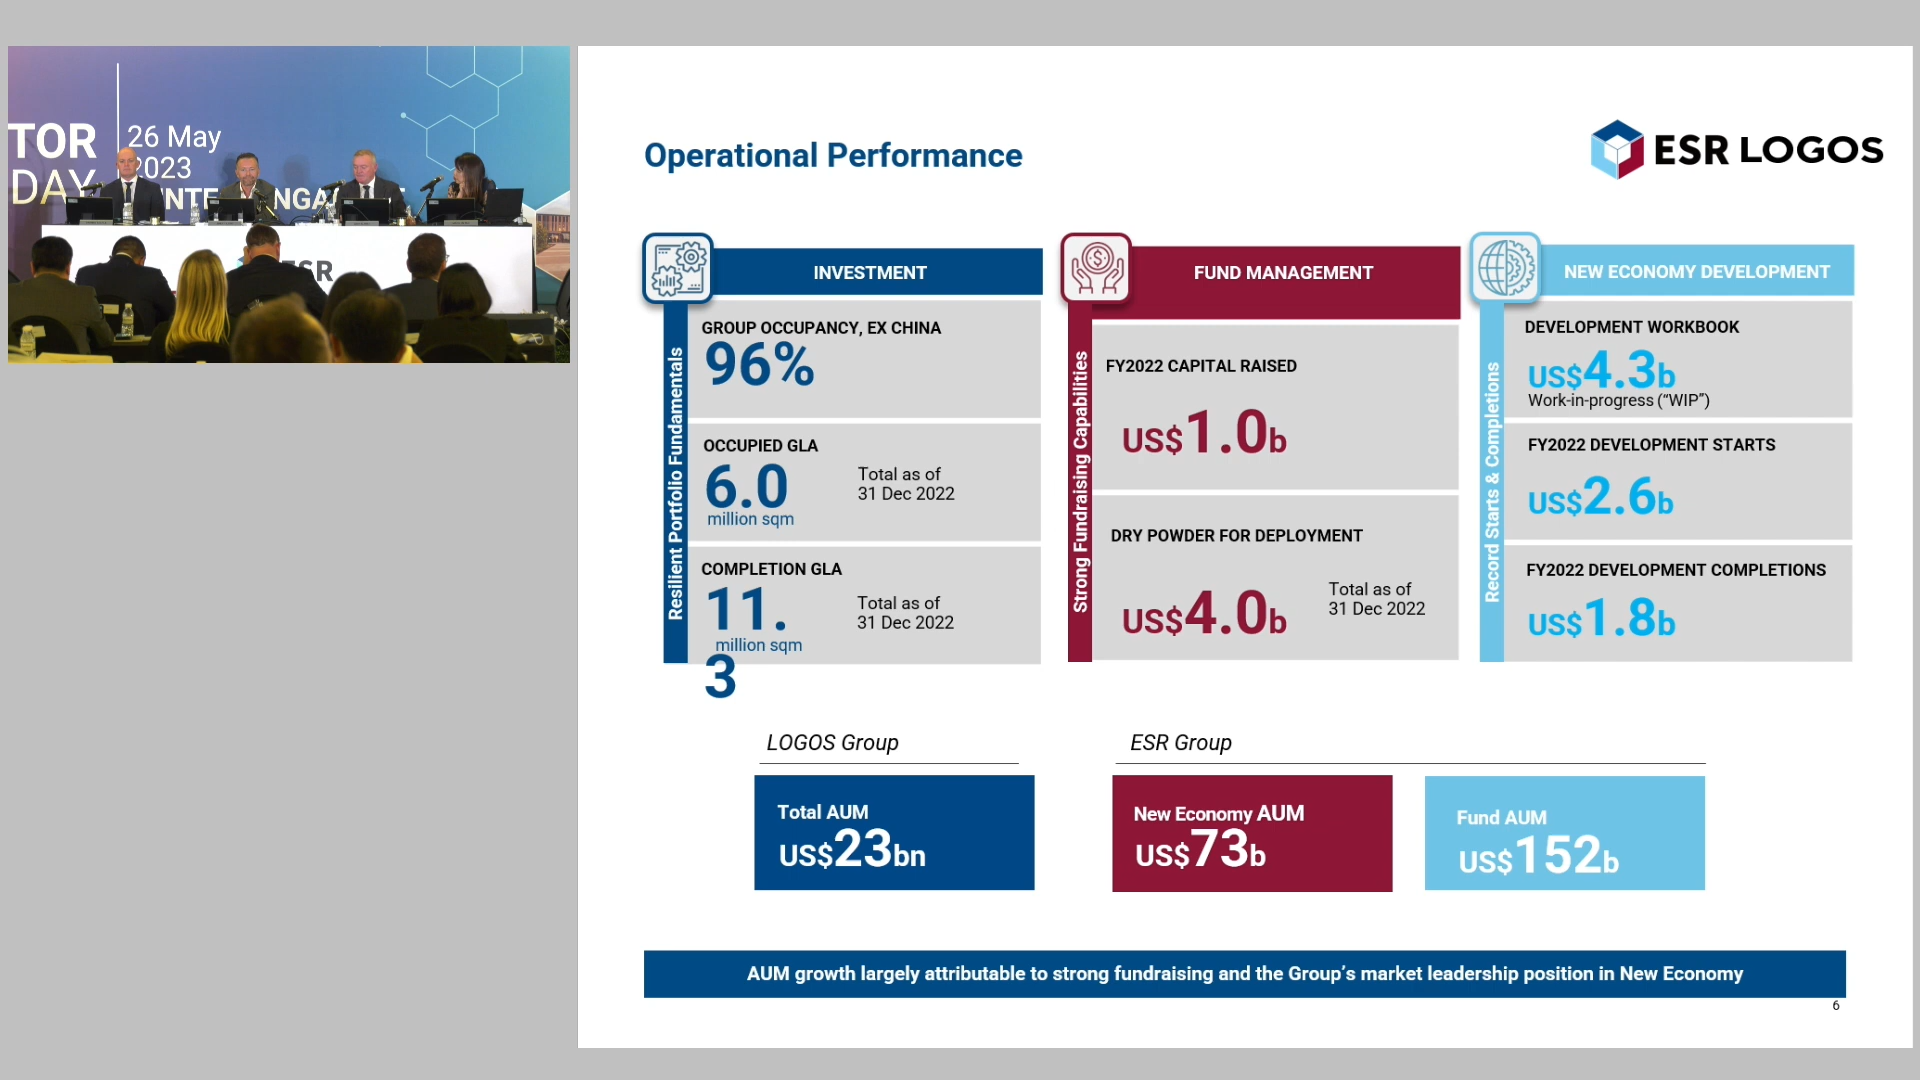 TOR
DAY
26 May
2023
ESR
Operational Performance
ESR LOGOS
INVESTMENT
Resilient Portfolio Fundamentals
GROUP OCCUPANCY, EX CHINA
96%
OCCUPIED GLA
6.0
million sqm
Total as of
31 Dec 2022
COMPLETION GLA
11.
million sqm
3
Total as of
31 Dec 2022
FUND MANAGEMENT
Strong Fundraising Capabilities
FY2022 CAPITAL RAISED
US$1.0b
DRY POWDER FOR DEPLOYMENT
US$4.0b
Total as of
31 Dec 2022
NEW ECONOMY DEVELOPMENT
Record Starts & Completions
DEVELOPMENT WORKBOOK
US$4.3b
Work-in-progress (“WIP”)
FY2022 DEVELOPMENT STARTS
US$2.6b
FY2022 DEVELOPMENT COMPLETIONS
US$1.8b
LOGOS Group
Total AUM
US$23bn
ESR Group
New Economy AUM
US$73b
Fund AUM
US$152b
AUM growth largely attributable to strong fundraising and the Group’s market leadership position in New Economy
6